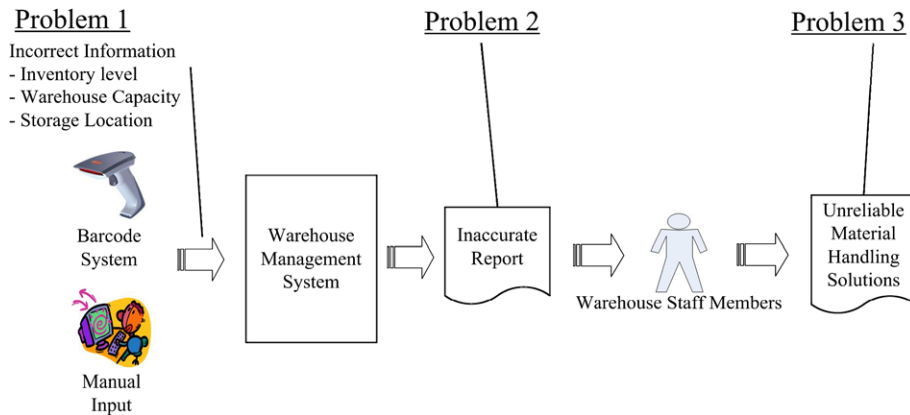 Problem 1
Incorrect Information
- Inventory level
- Warehouse Capacity
- Storage Location
Barcode
System
Manual
Input
Warehouse
Management
System
Problem 2
Inaccurate
Report
Warehouse Staff Members
Problem 3
Unreliable
Material
Handling
Solutions